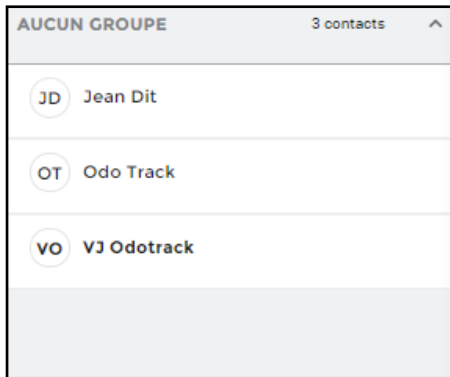 AUCUN GROUPE 3 contacts
JD Jean Dit
OT Odo Track
VO VJ Odotrack